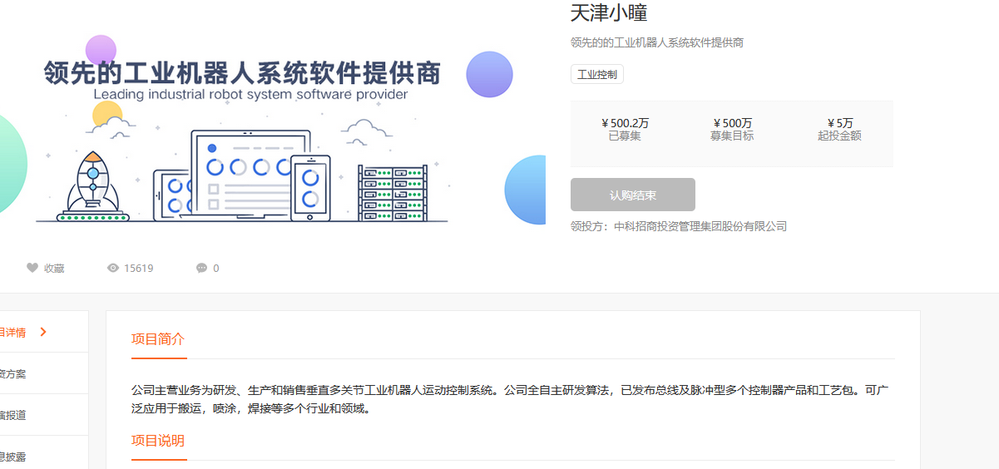 天津小瞳
领先的的工业机器人系统软件提供商
工业控制
领先的工业机器人系统软件提供商
Leading industrial robot system software provider
￥500.2万 ￥500万 ￥5万
已募集 募集目标 起投金额
认购结束
领投方：中科招商投资管理集团股份有限公司
收藏 15619 0
目详情
资方案
演报道
息披露
项目简介
公司主营业务为研发、生产和销售垂直多关节工业机器人运动控制系统。公司全自主研发算法，已发布总线及脉冲型多个控制器产品和工艺包。可广
泛应用于搬运，喷涂，焊接等多个行业和领域。
项目说明